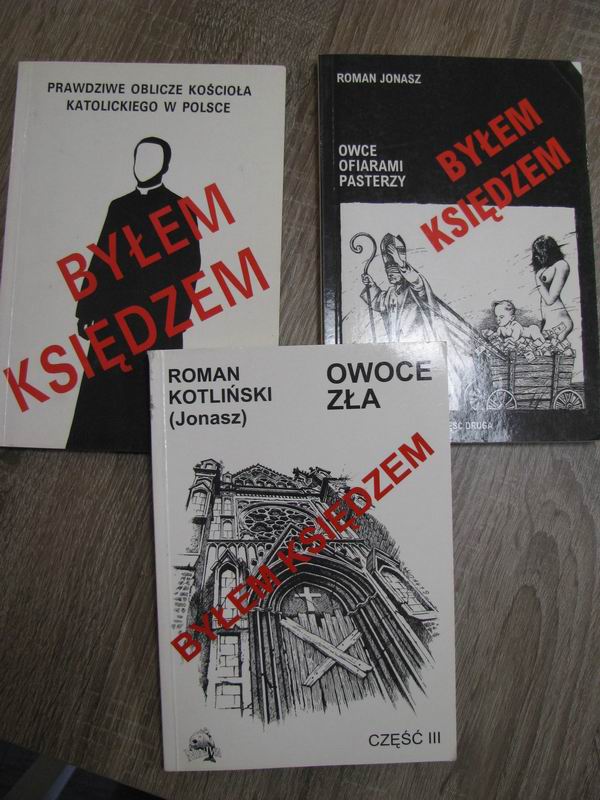 PRAWDZIWE OBLICZE KOŚCIOŁA
KATOLICKIEGO W POLSCE
BYŁEM
KSIĘDZEM
ROMAN JONASZ
OWCE
OFIARAMI
PASTERZY
BYŁEM
KSIĘDZEM
DRUGA
ROMAN
KOTLIŃSKI
(Jonasz)
OWOCE
ZŁA
BYŁEM KSIĘDZEM
CZĘŚĆ III